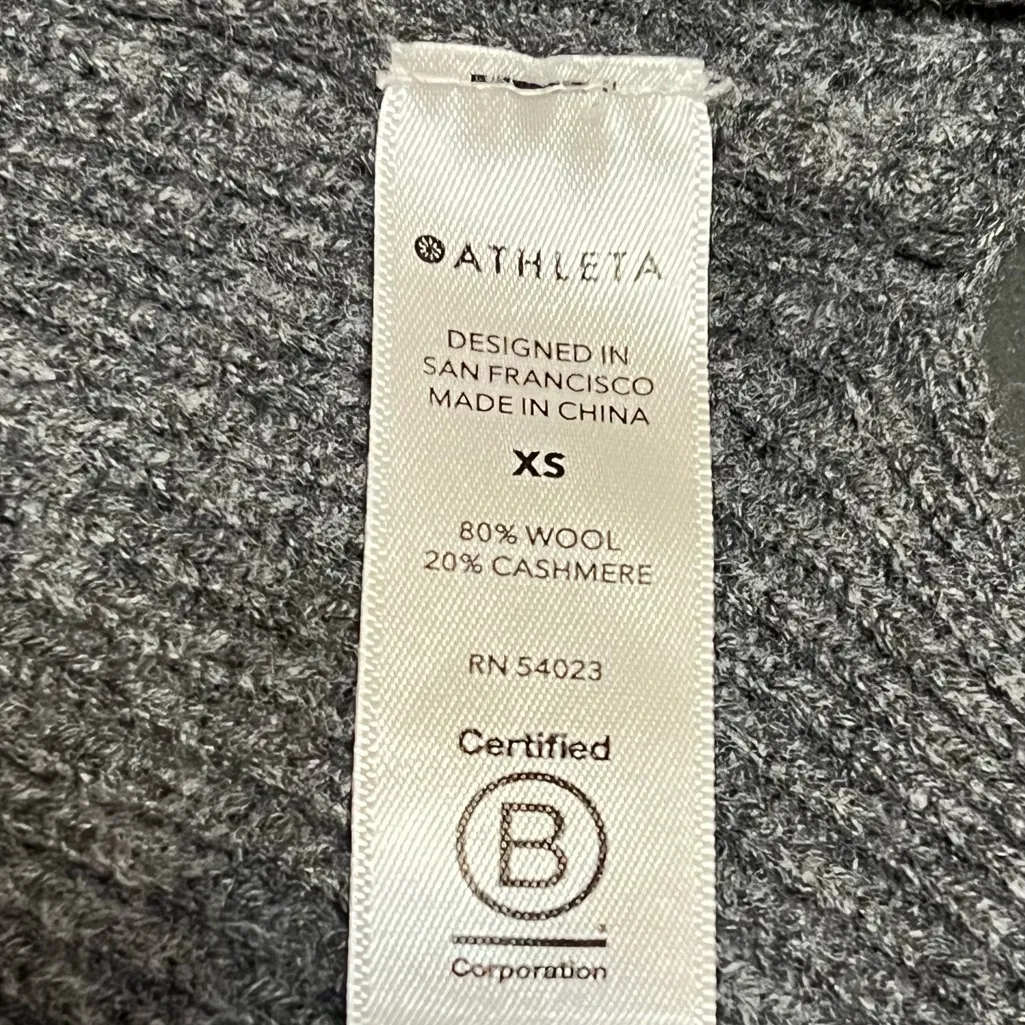 ATHLETA
DESIGNED IN
SAN FRANCISCO
MADE IN CHINA
XS
80% WOOL
20% CASHMERE
RN 54023
Certified
B
Corporation